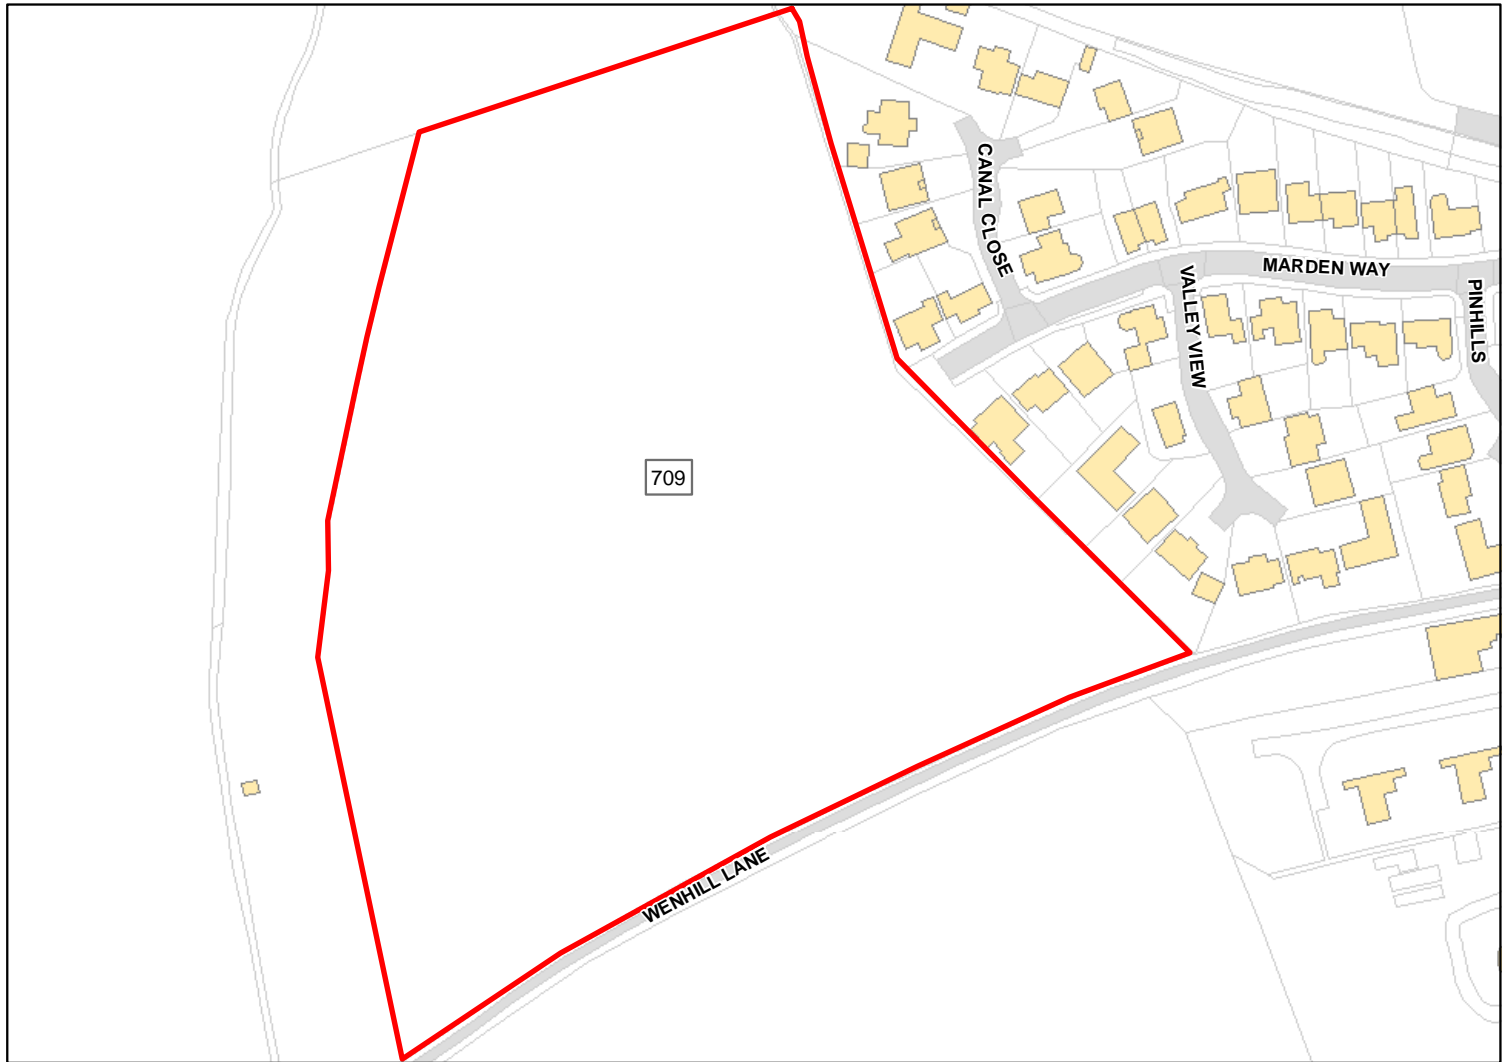 CANAL CLOSE
MARDEN WAY
VALLEY VIEW
PINHILLS
709
WENHILL LANE